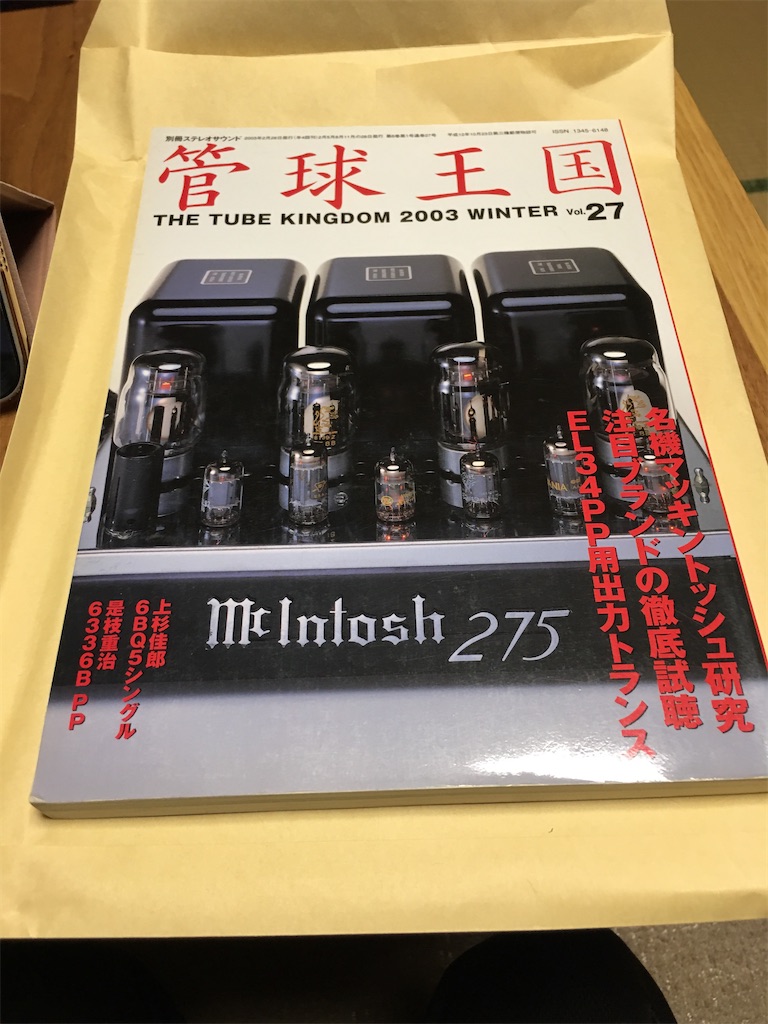 別冊ステレオサウンド
ISSN 1345-6148
管球王国
THE TUBE KINGDOM 2003 WINTER Vol.27
名機マッキントッシュ研究
注目ブランドの徹底試聴
EL34PP用出力トランス
McIntosh 275
上杉佳郎
6BQ5シングル
是枝重治
6336B PP